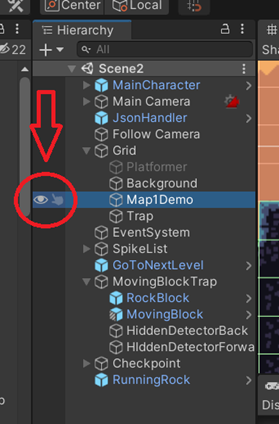 Center Local
Hierarchy
22 All
Sha
Scene2
MainCharacter
Main Camera
JsonHandler
Follow Camera
Grid
Platformer
Background
Map1Demo
Trap
EventSystem
SpikeList
GoToNextLevel
MovingBlockTrap
RockBlock
MovingBlock
HIddenDetectorBack
HIddenDetectorForwa
Checkpoint
RunningRock
Dis